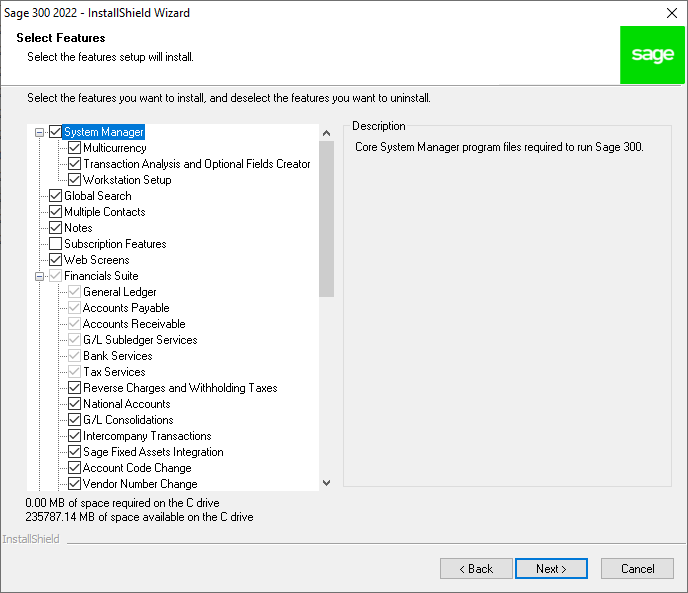 Sage 300 2022 - InstallShield Wizard
Select Features
Select the features setup will install.
sage
Select the features you want to install, and deselect the features you want to uninstall.
System Manager
Multicurrency
Transaction Analysis and Optional Fields Creator
Workstation Setup
Global Search
Multiple Contacts
Notes
Subscription Features
Web Screens
Financials Suite
General Ledger
Accounts Payable
Accounts Receivable
G/L Subledger Services
Bank Services
Tax Services
Reverse Charges and Withholding Taxes
National Accounts
G/L Consolidations
Intercompany Transactions
Sage Fixed Assets Integration
Account Code Change
Vendor Number Change
Description
Core System Manager program files required to run Sage 300.
0.00 MB of space required on the C drive
235787.14 MB of space available on the C drive
InstallShield
< Back
Next >
Cancel